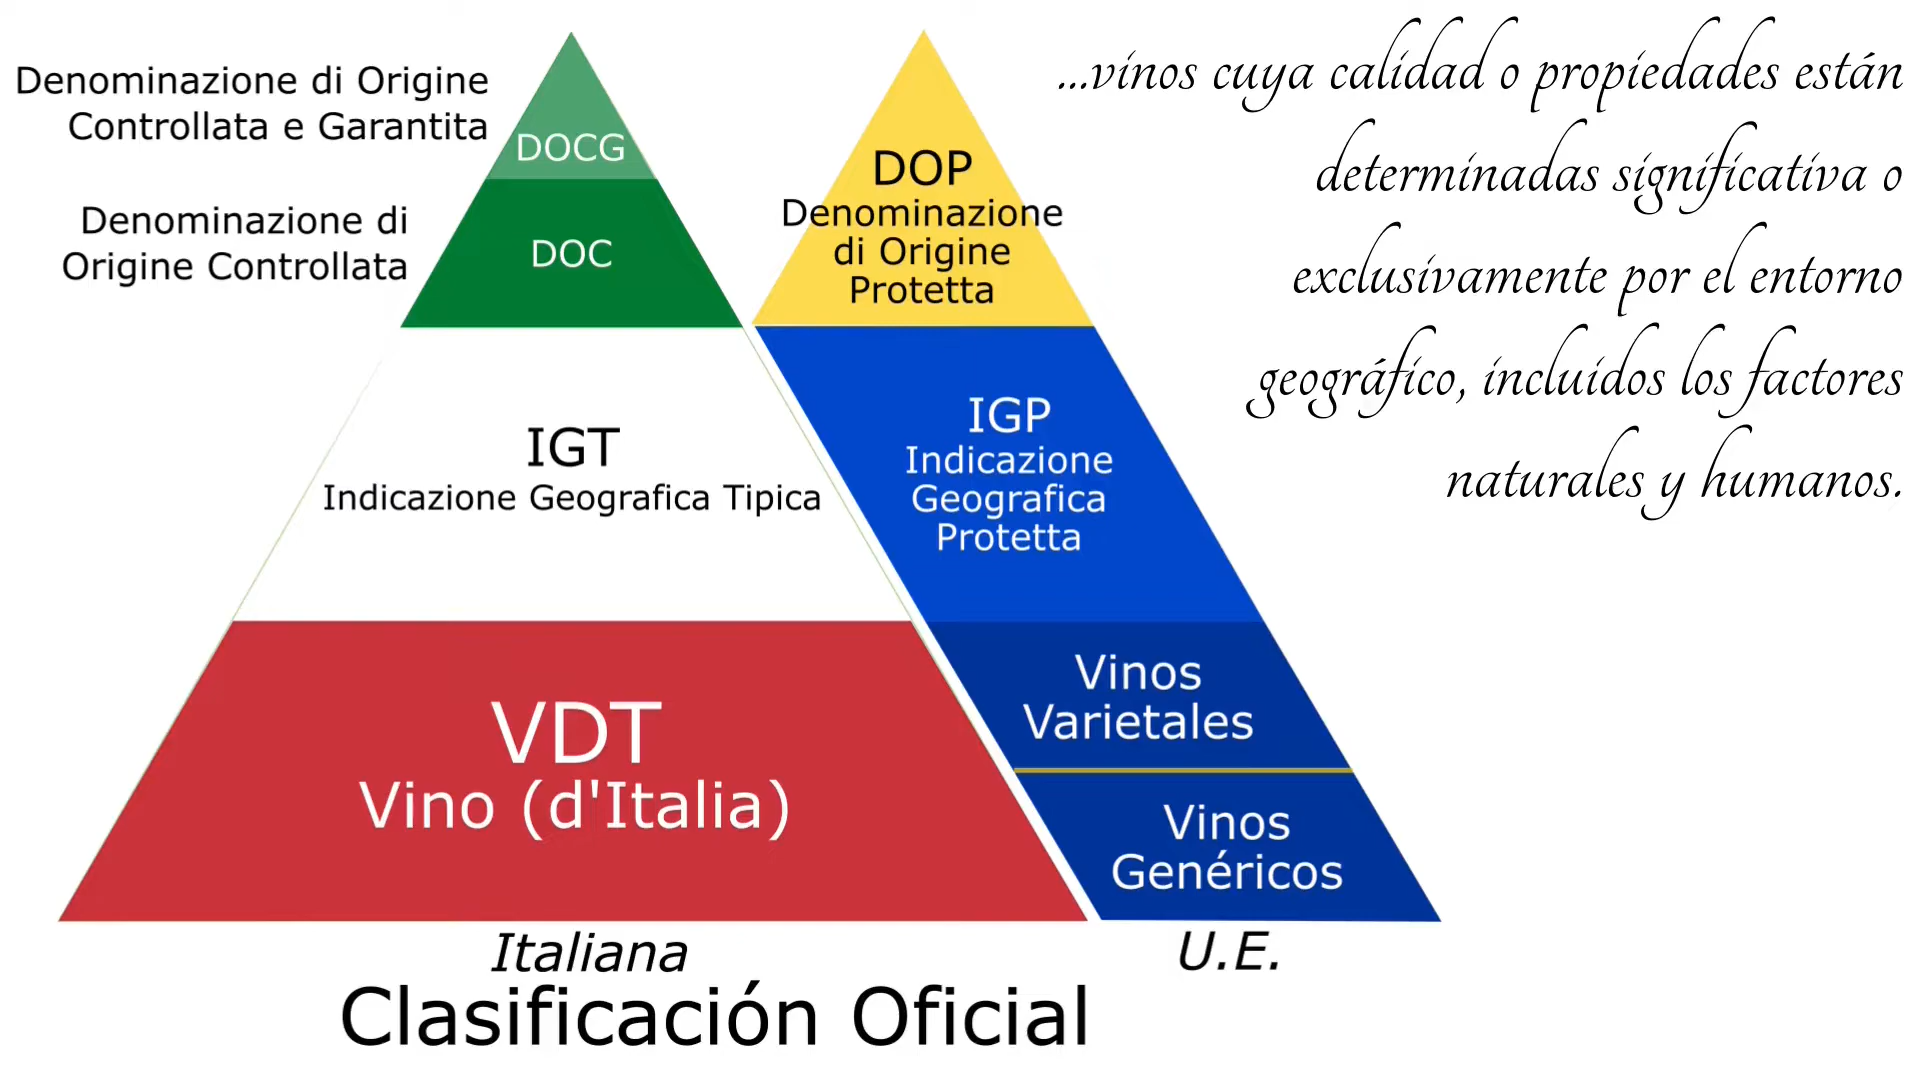 Denominazione di Origine
Controllata e Garantita
DOCG
Denominazione di
Origine Controllata
DOC
IGT
Indicazione Geografica Tipica
VDT
Vino (d'Italia)
Italiana
DOP
Denominazione
di Origine
Protetta
IGP
Indicazione
Geografica
Protetta
Vinos
Varietales
Vinos
Genéricos
U.E.
Clasificación Oficial
...vinos cuya calidad o propiedades están
determinadas significativa o
exclusivamente por el entorno
geográfico, incluidos los factores
naturales y humanos.